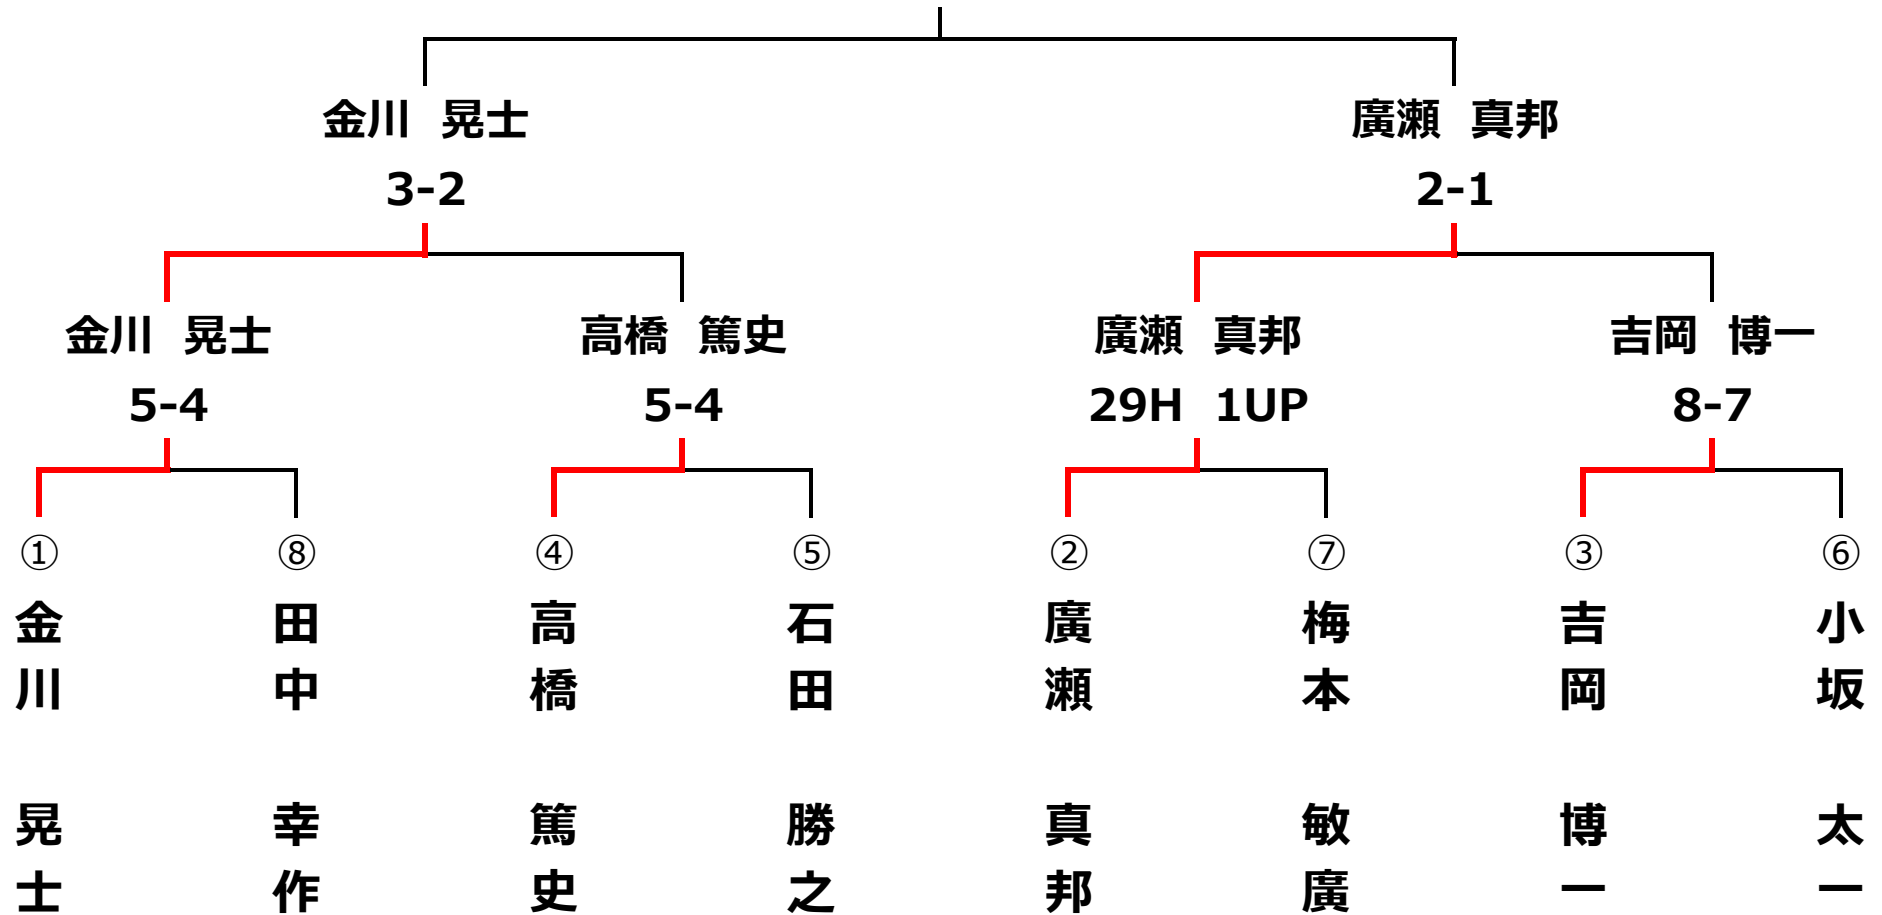 金川 晃士
廣瀬 真邦
3-2
2-1
金川 晃士
高橋 篤史
廣瀬 真邦
吉岡 博一
5-4
5-4
29H 1UP
8-7
①
⑧
④
⑤
②
⑦
③
⑥
金川 晃士
田中 幸作
高橋 篤史
石田 勝之
廣瀬 真邦
梅本 敏廣
吉岡 博一
小坂 太一